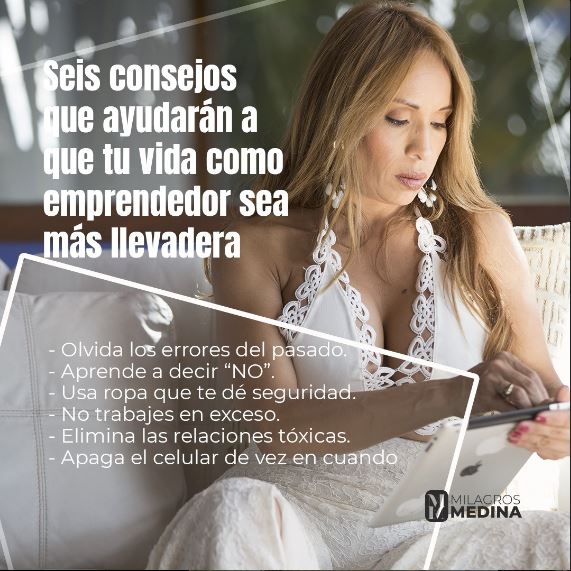 Seis consejos
que ayudarán a
que tu vida como
emprendedor sea
más llevadera
- Olvida los errores del pasado.
- Aprende a decir “NO”.
- Usa ropa que te dé seguridad.
- No trabajes en exceso.
- Elimina las relaciones tóxicas.
- Apaga el celular de vez en cuando
MILAGROS
MEDINA